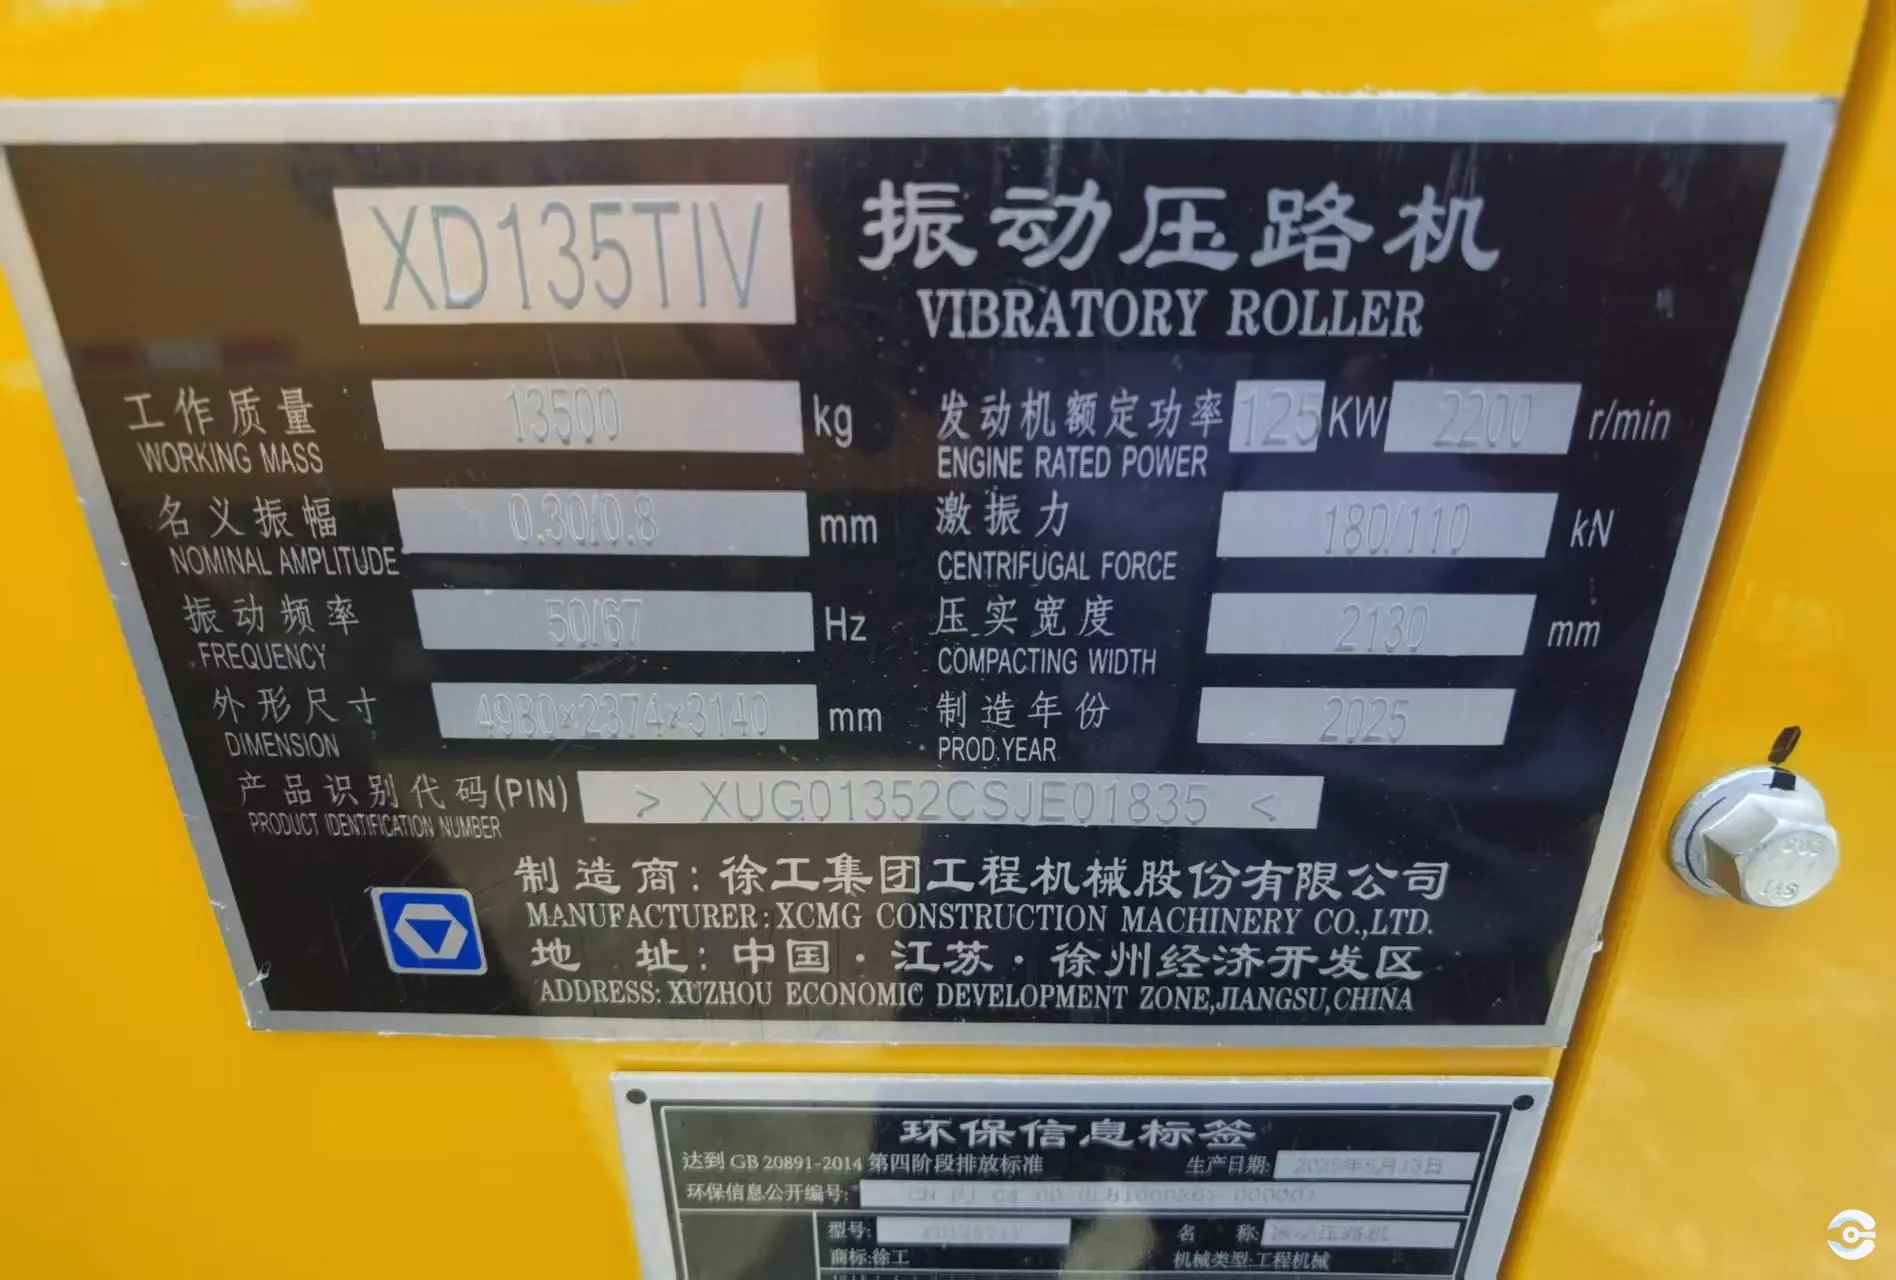 XD135TIV 振动压路机
VIBRATORY ROLLER
工作质量 13500 kg 发动机额定功率 125 KW 2200 r/min
WORKING MASS ENGINE RATED POWER
名义振幅 0.30/0.8 mm 激振力 180/110 kN
NOMINAL AMPLITUDE CENTRIFUGAL FORCE
振动频率 50/67 Hz 压实宽度 2130 mm
FREQUENCY COMPACTING WIDTH
外形尺寸 4980×2374×3140 mm 制造年份 2025
DIMENSION PROD.YEAR
产品识别代码(PIN) > XUG01352CSJE01835 <
PRODUCT IDENTIFICATION NUMBER
制造商:徐工集团工程机械股份有限公司
MANUFACTURER:XCMG CONSTRUCTION MACHINERY CO.,LTD.
地 址:中国·江苏·徐州经济开发区
ADDRESS: XUZHOU ECONOMIC DEVELOPMENT ZONE,JIANGSU,CHINA
环保信息标签
达到 GB 20891-2014 第四阶段排放标准 生产日期:
环保信息公开编号:
型号: 名 称: 振动压路机
商标:徐工 机械类型:工程机械